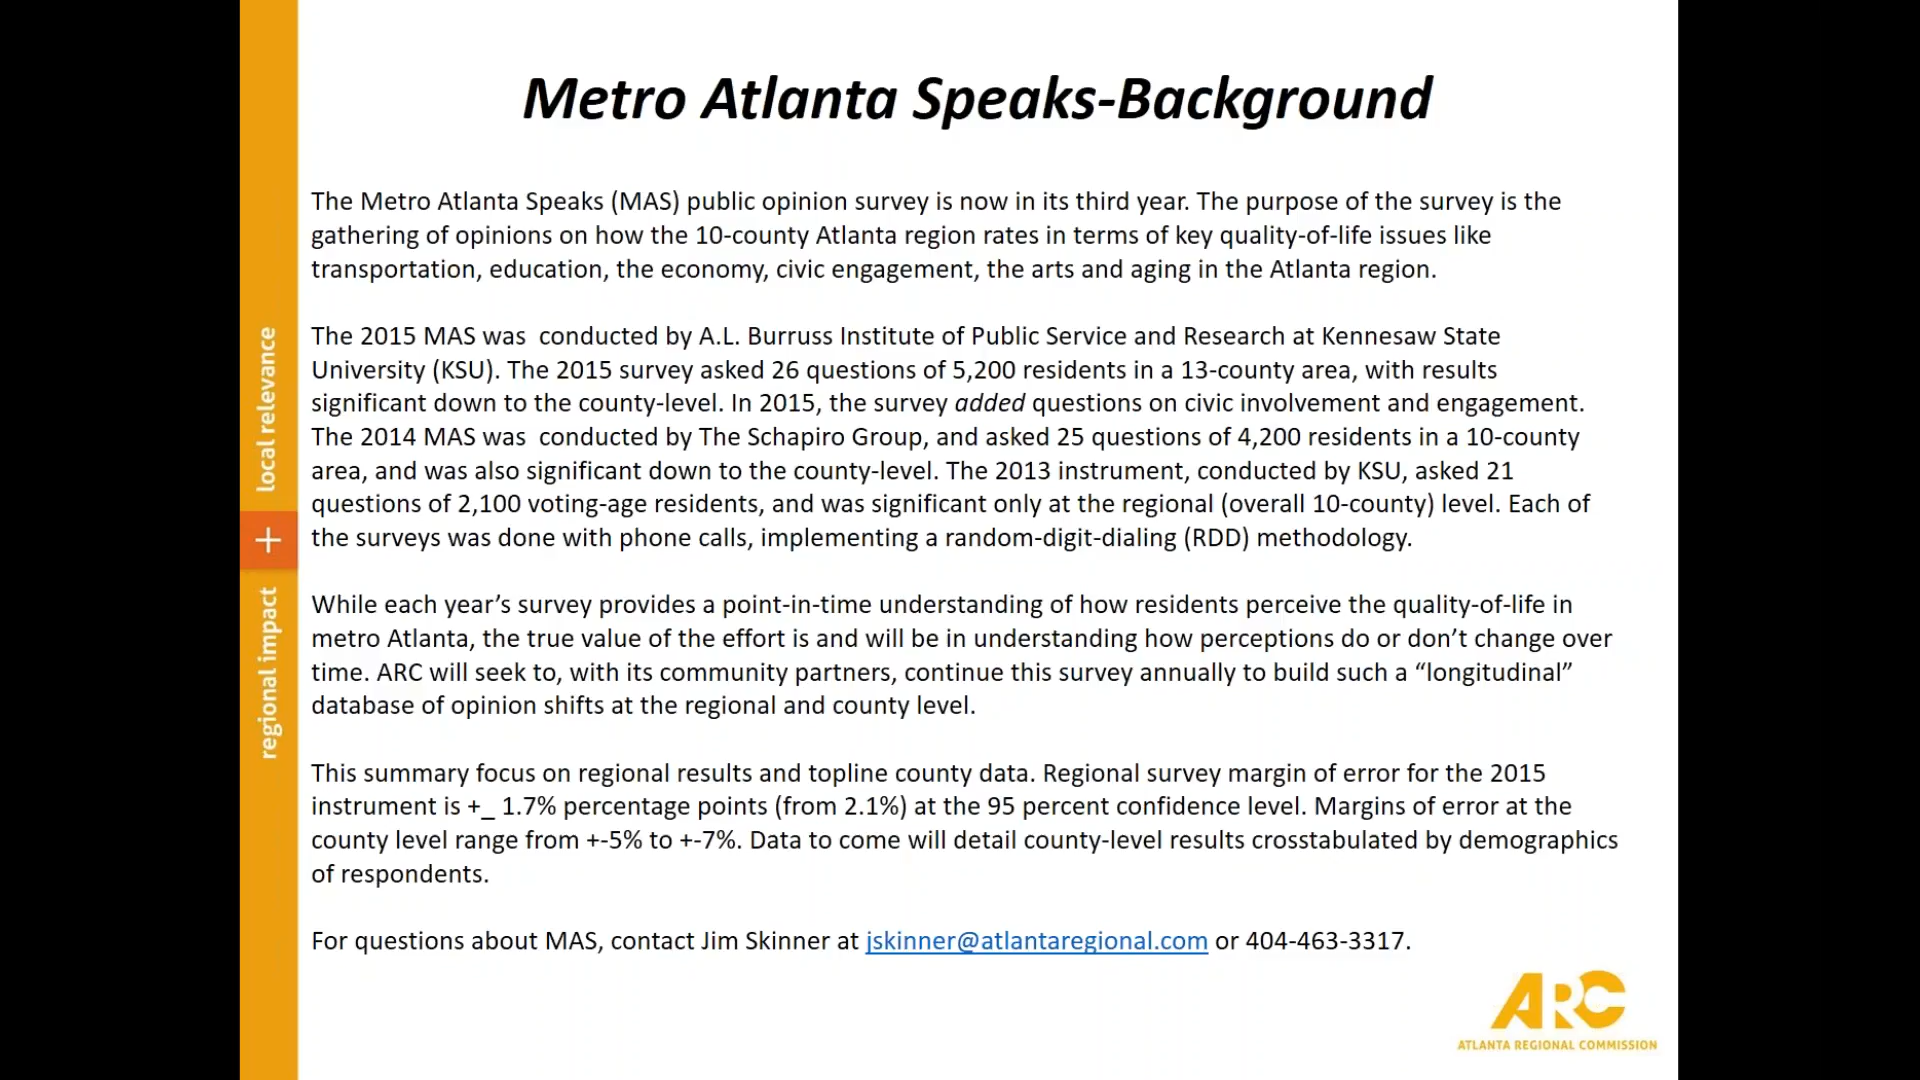 Metro Atlanta Speaks-Background
The Metro Atlanta Speaks (MAS) public opinion survey is now in its third year. The purpose of the survey is the
gathering of opinions on how the 10-county Atlanta region rates in terms of key quality-of-life issues like
transportation, education, the economy, civic engagement, the arts and aging in the Atlanta region.
The 2015 MAS was  conducted by A.L. Burruss Institute of Public Service and Research at Kennesaw State
University (KSU). The 2015 survey asked 26 questions of 5,200 residents in a 13-county area, with results
significant down to the county-level. In 2015, the survey added questions on civic involvement and engagement.
The 2014 MAS was  conducted by The Schapiro Group, and asked 25 questions of 4,200 residents in a 10-county
area, and was also significant down to the county-level. The 2013 instrument, conducted by KSU, asked 21
questions of 2,100 voting-age residents, and was significant only at the regional (overall 10-county) level. Each of
the surveys was done with phone calls, implementing a random-digit-dialing (RDD) methodology.
While each year’s survey provides a point-in-time understanding of how residents perceive the quality-of-life in
metro Atlanta, the true value of the effort is and will be in understanding how perceptions do or don’t change over
time. ARC will seek to, with its community partners, continue this survey annually to build such a “longitudinal”
database of opinion shifts at the regional and county level.
This summary focus on regional results and topline county data. Regional survey margin of error for the 2015
instrument is +_ 1.7% percentage points (from 2.1%) at the 95 percent confidence level. Margins of error at the
county level range from +-5% to +-7%. Data to come will detail county-level results crosstabulated by demographics
of respondents.
For questions about MAS, contact Jim Skinner at jskinner@atlantaregional.com or 404-463-3317.
regional impact + local relevance
ARC
ATLANTA REGIONAL COMMISSION